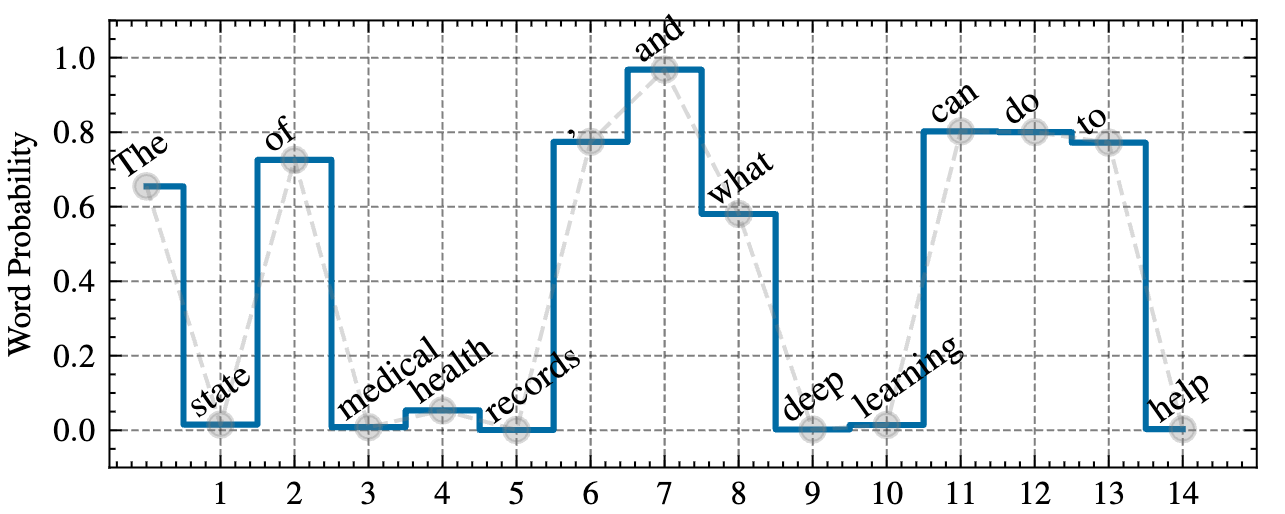 Word Probability
1.0
0.8
0.6
0.4
0.2
0.0
The
state
of
medical
health
records
,
and
what
deep
learning
can
do
to
help
1 2 3 4 5 6 7 8 9 10 11 12 13 14